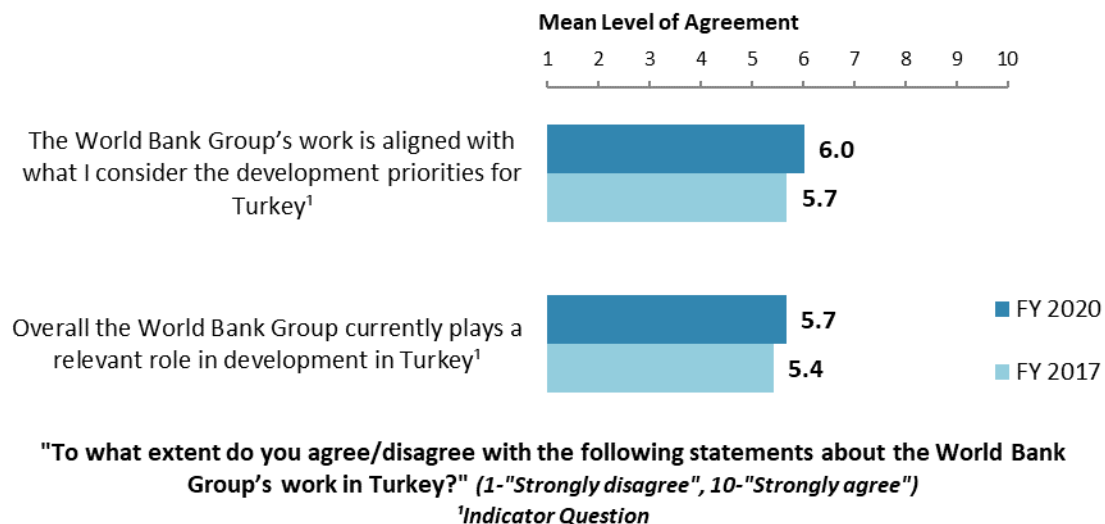 Mean Level of Agreement
1 2 3 4 5 6 7 8 9 10
The World Bank Group’s work is aligned with
what I consider the development priorities for
Turkey¹
6.0
5.7
Overall the World Bank Group currently plays a
relevant role in development in Turkey¹
5.7
5.4
FY 2020
FY 2017
"To what extent do you agree/disagree with the following statements about the World Bank
Group’s work in Turkey?" (1-"Strongly disagree", 10-"Strongly agree")
¹Indicator Question